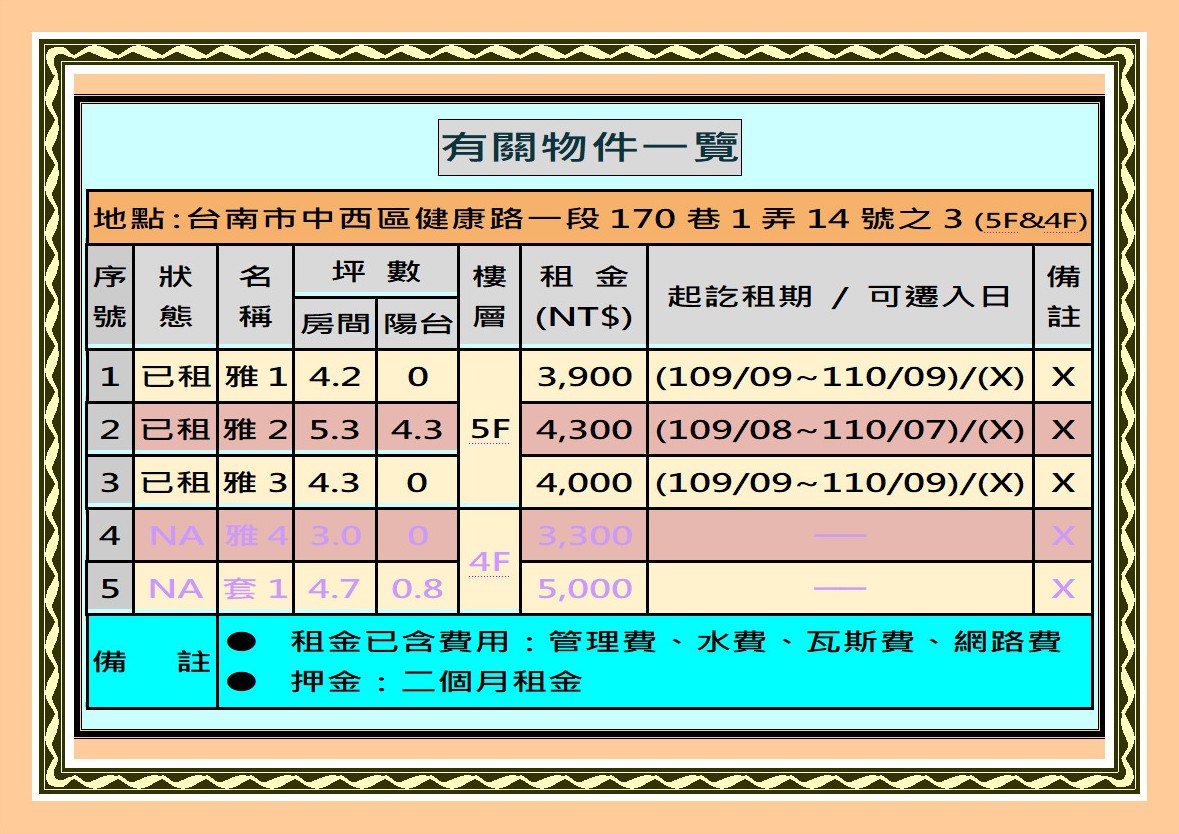 有關物件一覽
地點:台南市中西區健康路一段 170 巷 1 弄 14 號之 3 (5F&4F)
序號 狀態 名稱 坪 數 樓層 租 金 (NT$) 起訖租期 / 可遷入日 備註
房間 陽台
1 已租 雅 1 4.2 0 5F 3,900 (109/09~110/09)/(X) X
2 已租 雅 2 5.3 4.3 4,300 (109/08~110/07)/(X) X
3 已租 雅 3 4.3 0 4,000 (109/09~110/09)/(X) X
4 NA 雅 4 3.0 0 4F 3,300 —— X
5 NA 套 1 4.7 0.8 5,000 —— X
備 註
● 租金已含費用：管理費、水費、瓦斯費、網路費
● 押金：二個月租金